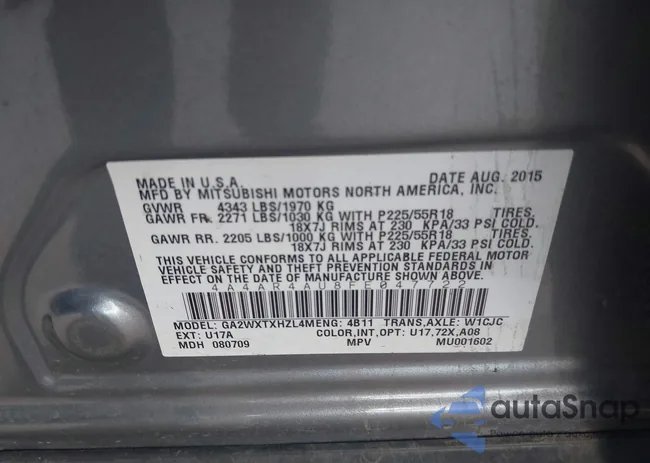 MADE IN U.S.A. DATE AUG. 2015
MFD BY MITSUBISHI MOTORS NORTH AMERICA, INC.
GVWR 4343 LBS/1970 KG
GAWR FR. 2271 LBS/1030 KG WITH P225/55R18 TIRES.
18X7J RIMS AT 230 KPA/33 PSI COLD.
GAWR RR. 2205 LBS/1000 KG WITH P225/55R18 TIRES.
18X7J RIMS AT 230 KPA/33 PSI COLD.
THIS VEHICLE CONFORMS TO ALL APPLICABLE FEDERAL MOTOR
VEHICLE SAFETY AND THEFT PREVENTION STANDARDS IN
EFFECT ON THE DATE OF MANUFACTURE SHOWN ABOVE.
4A4AR4AU8FE047722
MODEL: GA2WXTXHZL4MENG: 4B11 TRANS,AXLE: W1CJC
EXT: U17A COLOR,INT,OPT: U17,72X,A08
MDH 080709 MPV MU001602
autoSnap